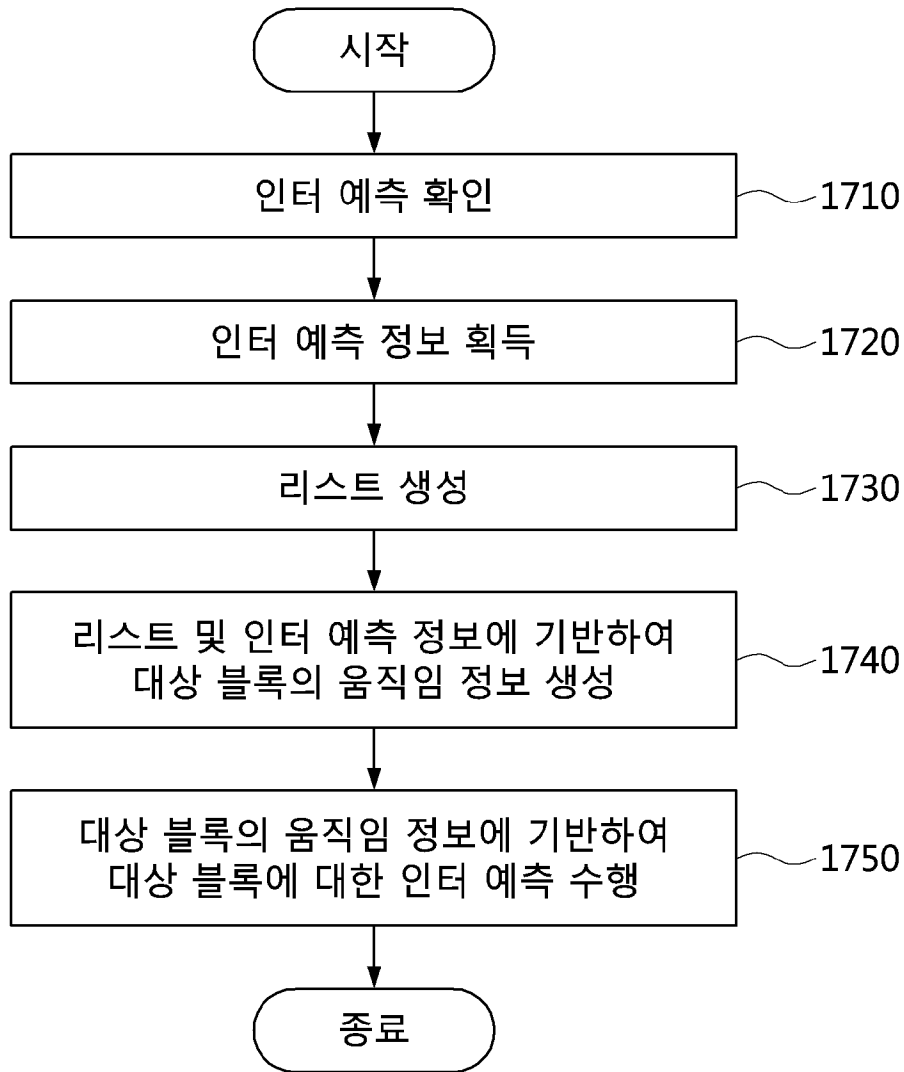 시작
인터 예측 확인
1710
인터 예측 정보 획득
1720
리스트 생성
1730
리스트 및 인터 예측 정보에 기반하여
대상 블록의 움직임 정보 생성
1740
대상 블록의 움직임 정보에 기반하여
대상 블록에 대한 인터 예측 수행
1750
종료